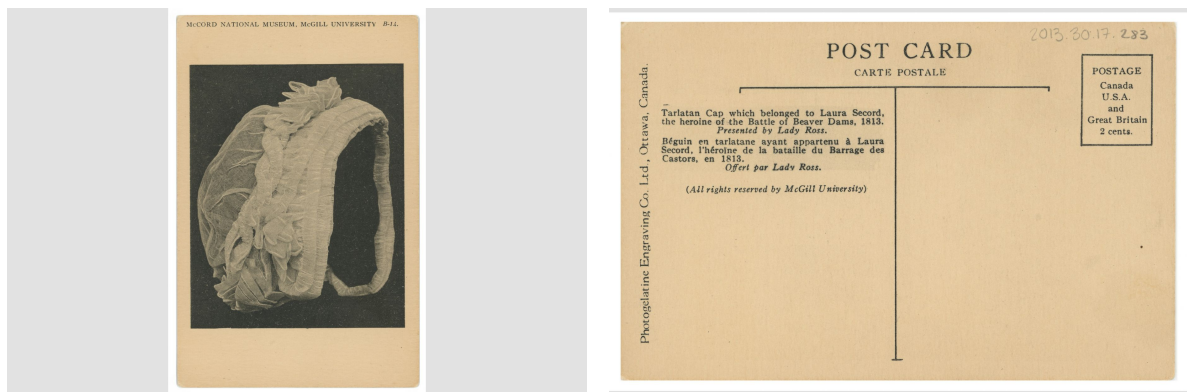 McCORD NATIONAL MUSEUM, McGILL UNIVERSITY B-14.
2013.30.17.283
POST CARD
CARTE POSTALE
POSTAGE
Canada
U.S.A.
and
Great Britain
2 cents.
Tarlatan Cap which belonged to Laura Secord,
the heroine of the Battle of Beaver Dams, 1813.
Presented by Lady Ross.
Béguin en tarlatane ayant appartenu à Laura
Secord, l'héroïne de la bataille du Barrage des
Castors, en 1813.
Offert par Lady Ross.
(All rights reserved by McGill University)
Photogelatine Engraving Co. Ltd., Ottawa, Canada.